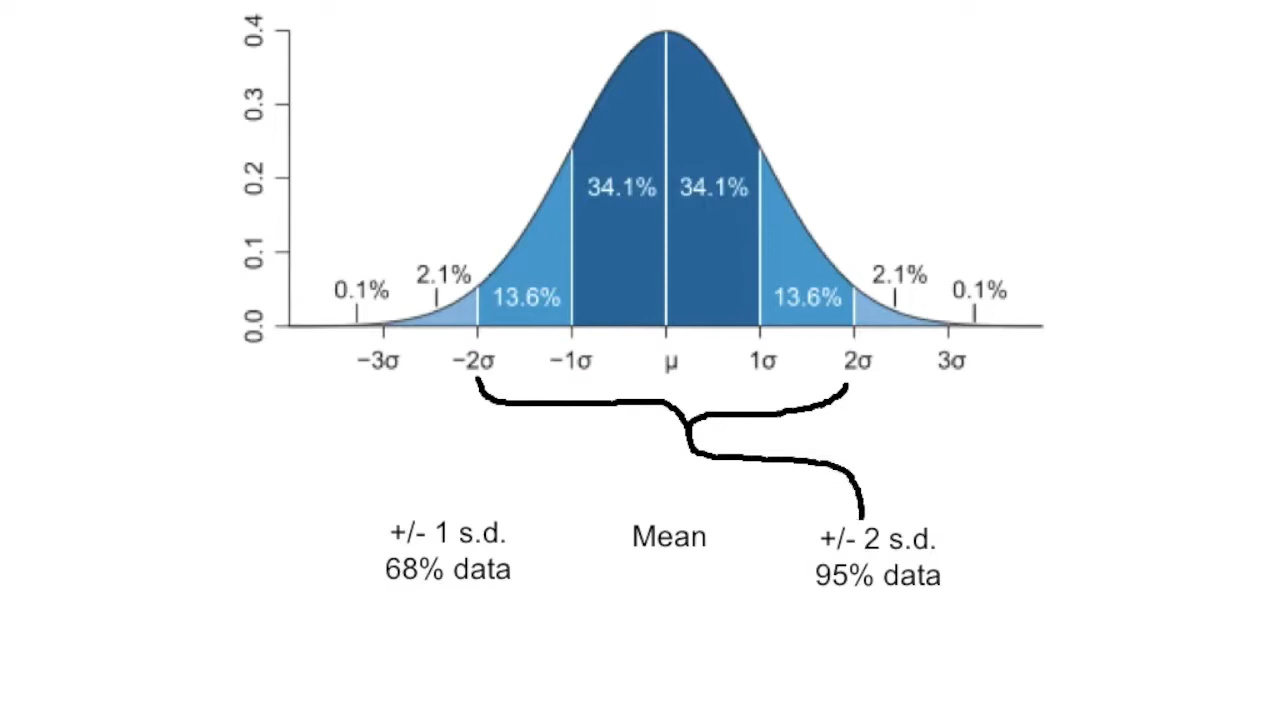 0.4
0.3
0.2
0.1
0.0
34.1% 34.1%
13.6% 13.6%
2.1% 2.1%
0.1% 0.1%
−3σ −2σ −1σ μ 1σ 2σ 3σ
+/- 1 s.d.
68% data
Mean
+/- 2 s.d.
95% data